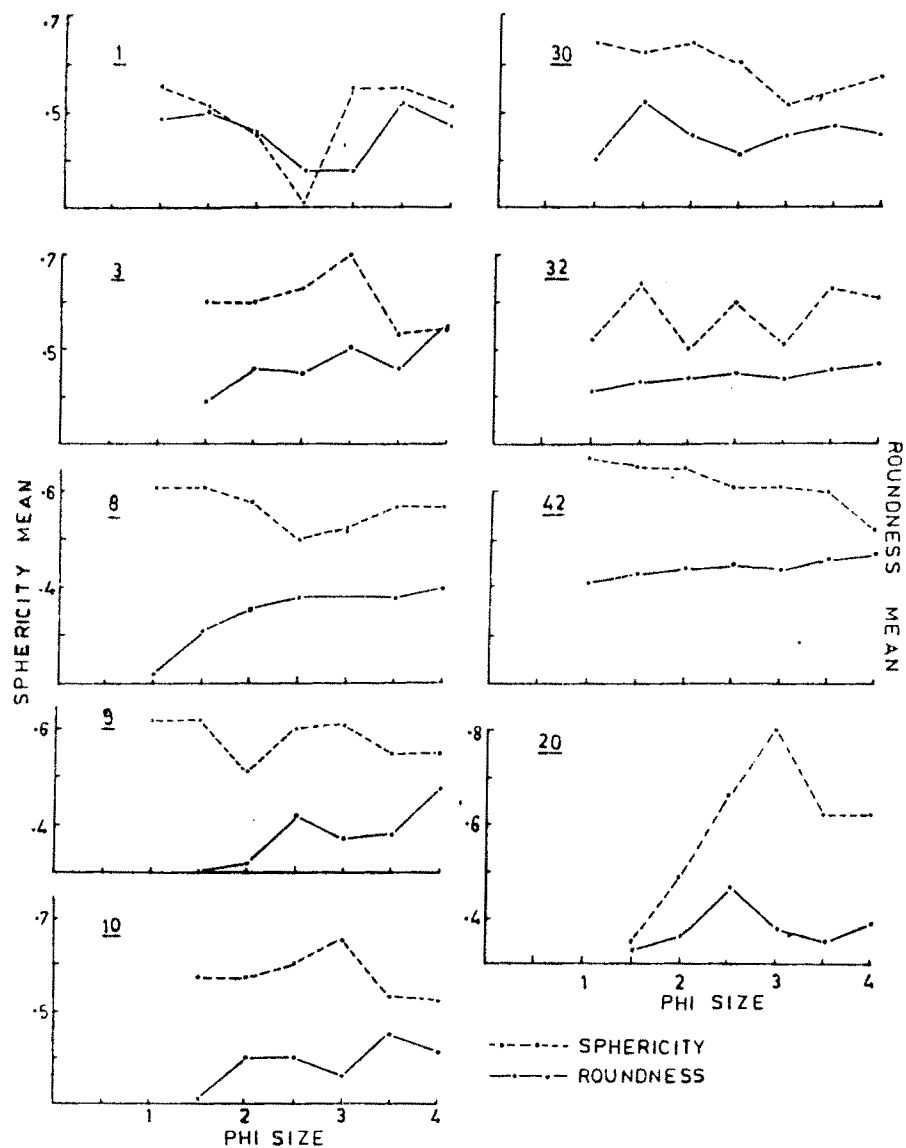 .7
.5
1
30
.7
.5
3
32
.6
.4
8
42
.6
.4
9
.8
.6
.4
20
.7
.5
10
1 2 3 4
PHI SIZE
1 2 3 4
PHI SIZE
SPHERICITY
ROUNDNESS
SPHERICITY MEAN
ROUNDNESS MEAN